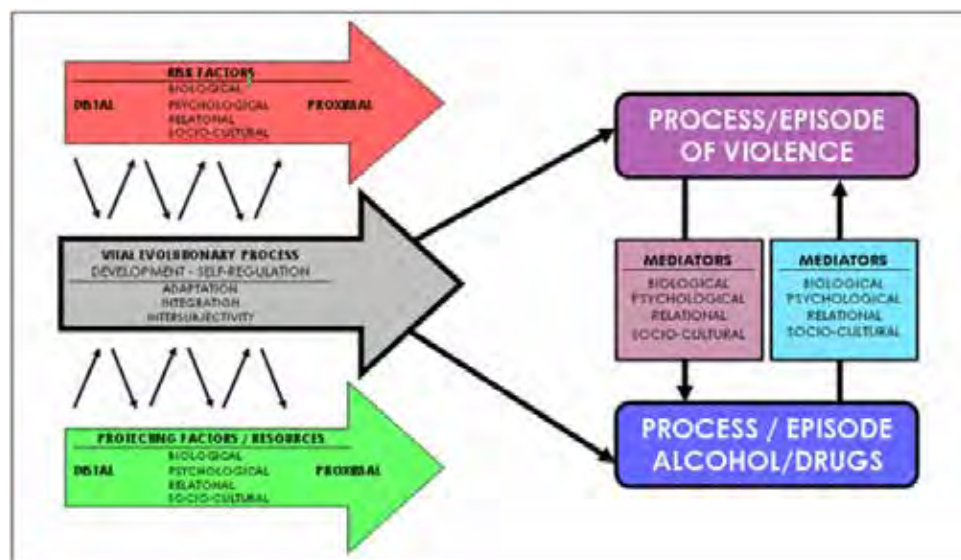 RISK FACTORS
BIOLOGICAL
DISTAL PSYCHOLOGICAL PROXIMAL
RELATIONAL
SOCIO-CULTURAL
VITAL EVOLUTIONARY PROCESS
DEVELOPMENT - SELF-REGULATION
ADAPTATION
INTEGRATION
INTERSUBJECTIVITY
PROTECTING FACTORS / RESOURCES
BIOLOGICAL
DISTAL PSYCHOLOGICAL PROXIMAL
RELATONAL
SOCIO-CULTURAL
PROCESS/EPISODE
OF VIOLENCE
MEDIATORS
BIOLOGICAL
PSYCHOLOGICAL
RELATIONAL
SOCIO-CULTURAL
MEDIATORS
BIOLOGICAL
PSYCHOLOGICAL
RELATIONAL
SOCIO-CULTURAL
PROCESS / EPISODE
ALCOHOL/DRUGS